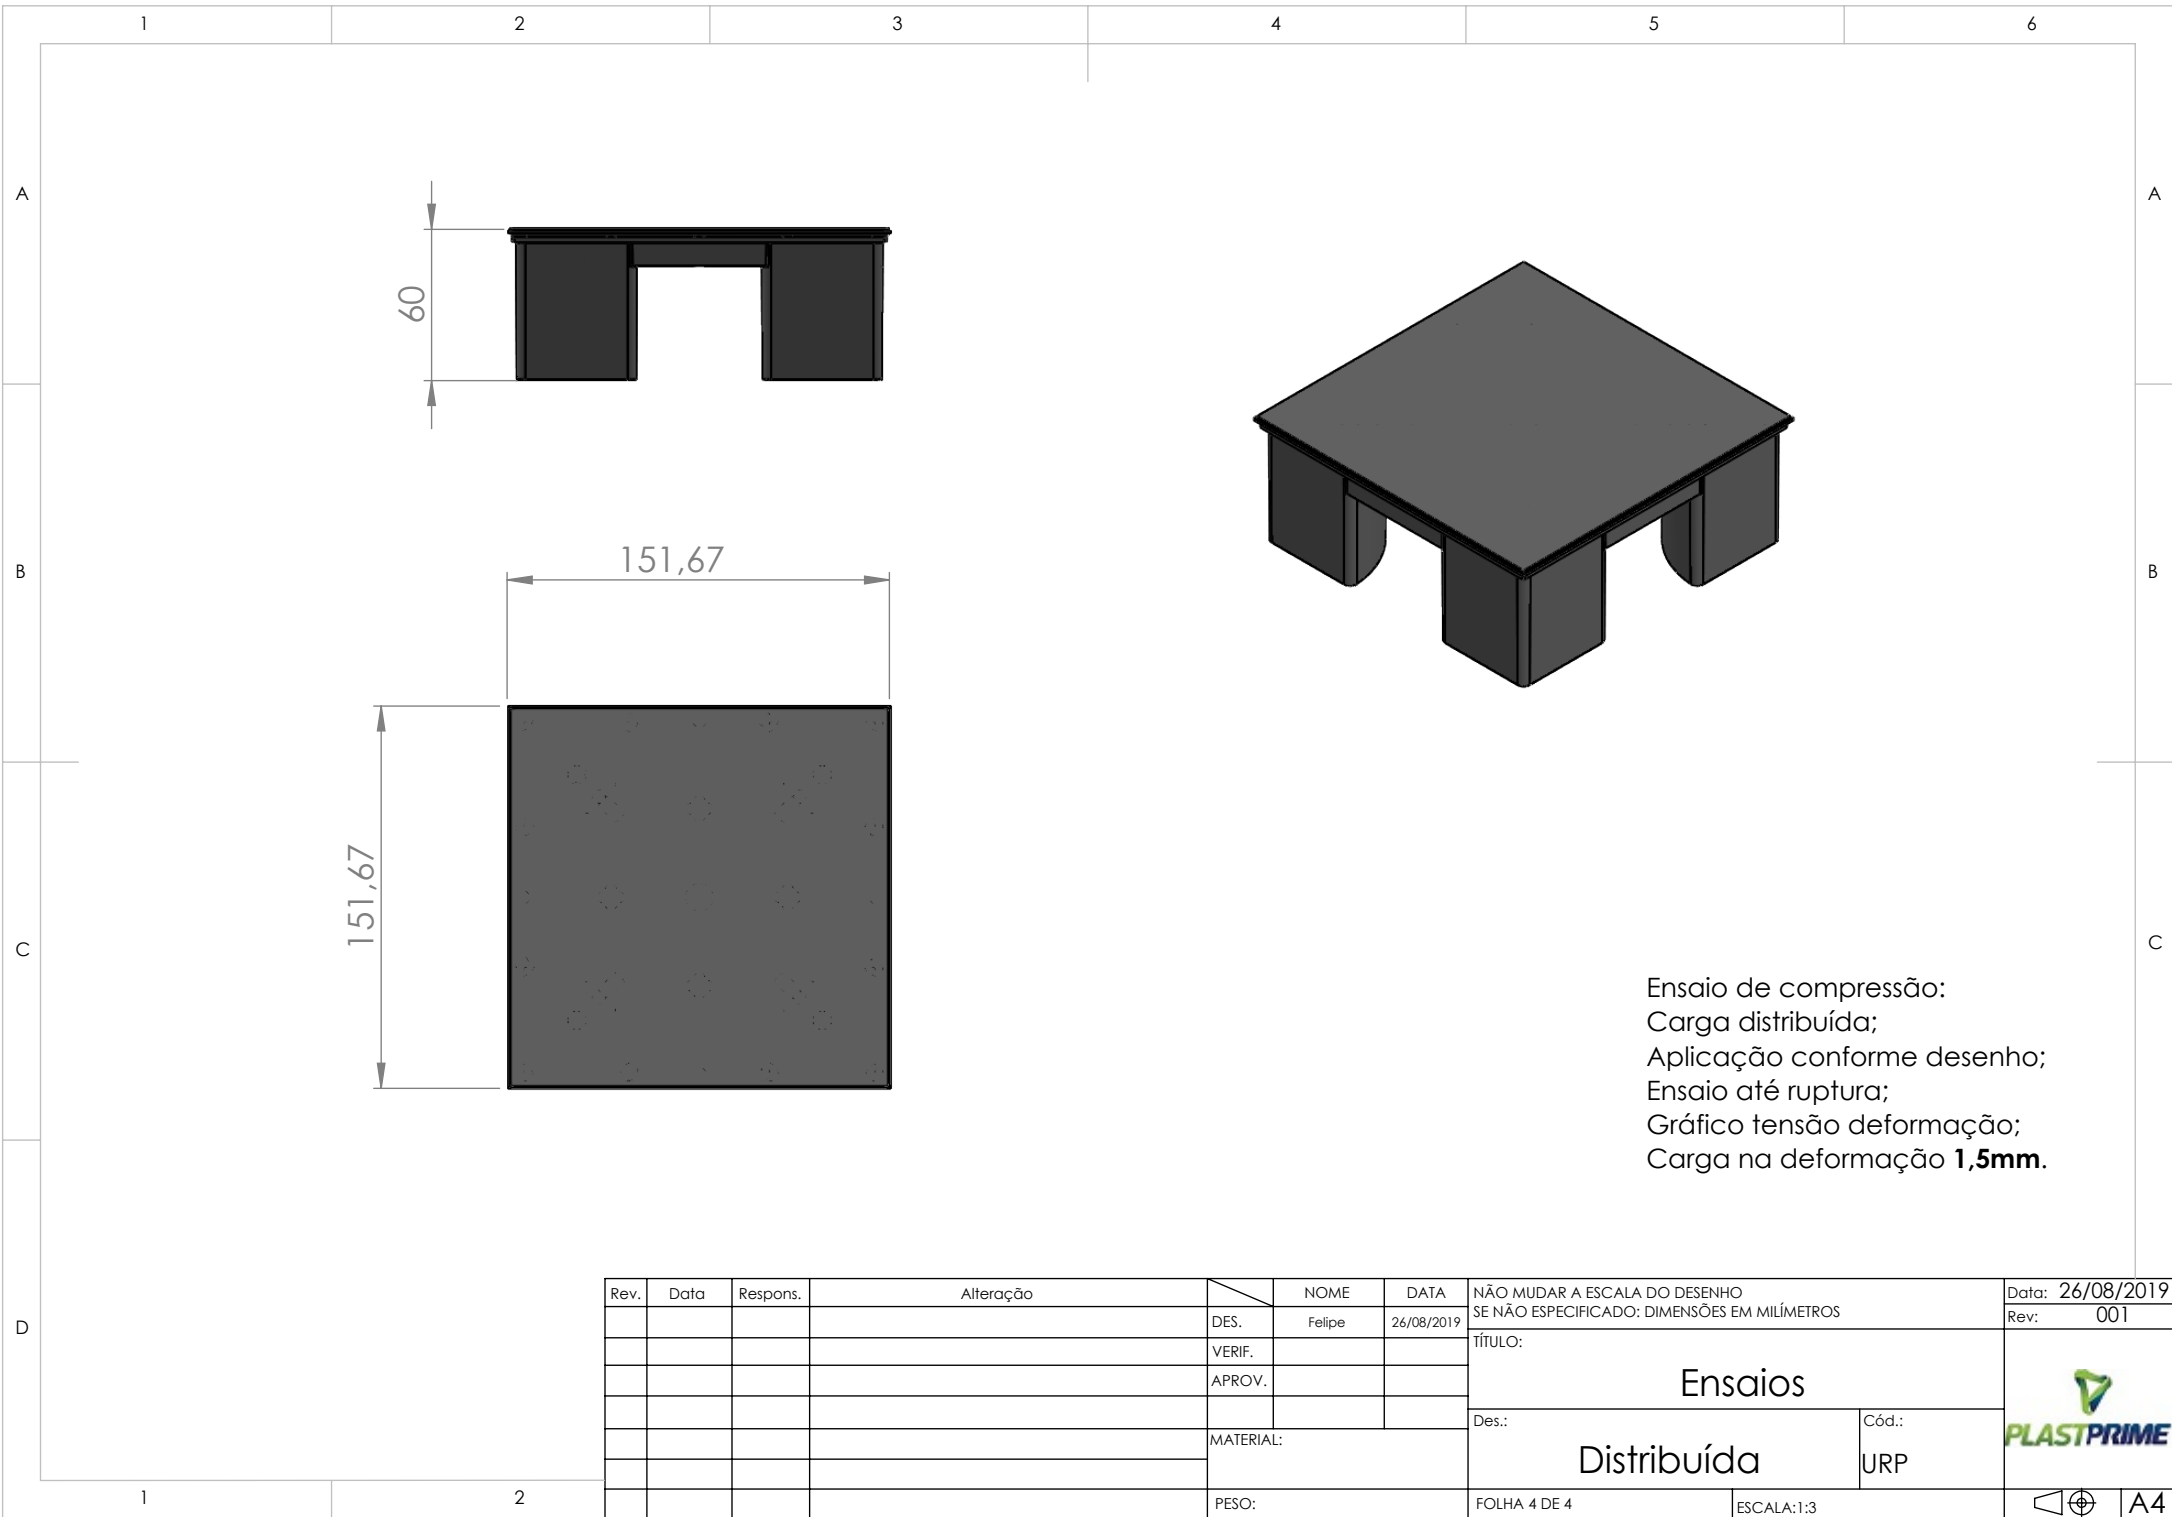 1 2 3 4 5 6
A A
60
151,67
B B
151,67
C C
Ensaio de compressão:
Carga distribuída;
Aplicação conforme desenho;
Ensaio até ruptura;
Gráfico tensão deformação;
Carga na deformação 1,5mm.
D
Rev. Data Respons. Alteração
NOME DATA
DES. Felipe 26/08/2019
VERIF.
APROV.
MATERIAL:
PESO:
NÃO MUDAR A ESCALA DO DESENHO
SE NÃO ESPECIFICADO: DIMENSÕES EM MILÍMETROS
TÍTULO:
Ensaios
Des.:
Distribuída
Cód.:
URP
FOLHA 4 DE 4
ESCALA:1:3
Data: 26/08/2019
Rev: 001
PLASTPRIME
A4
1 2